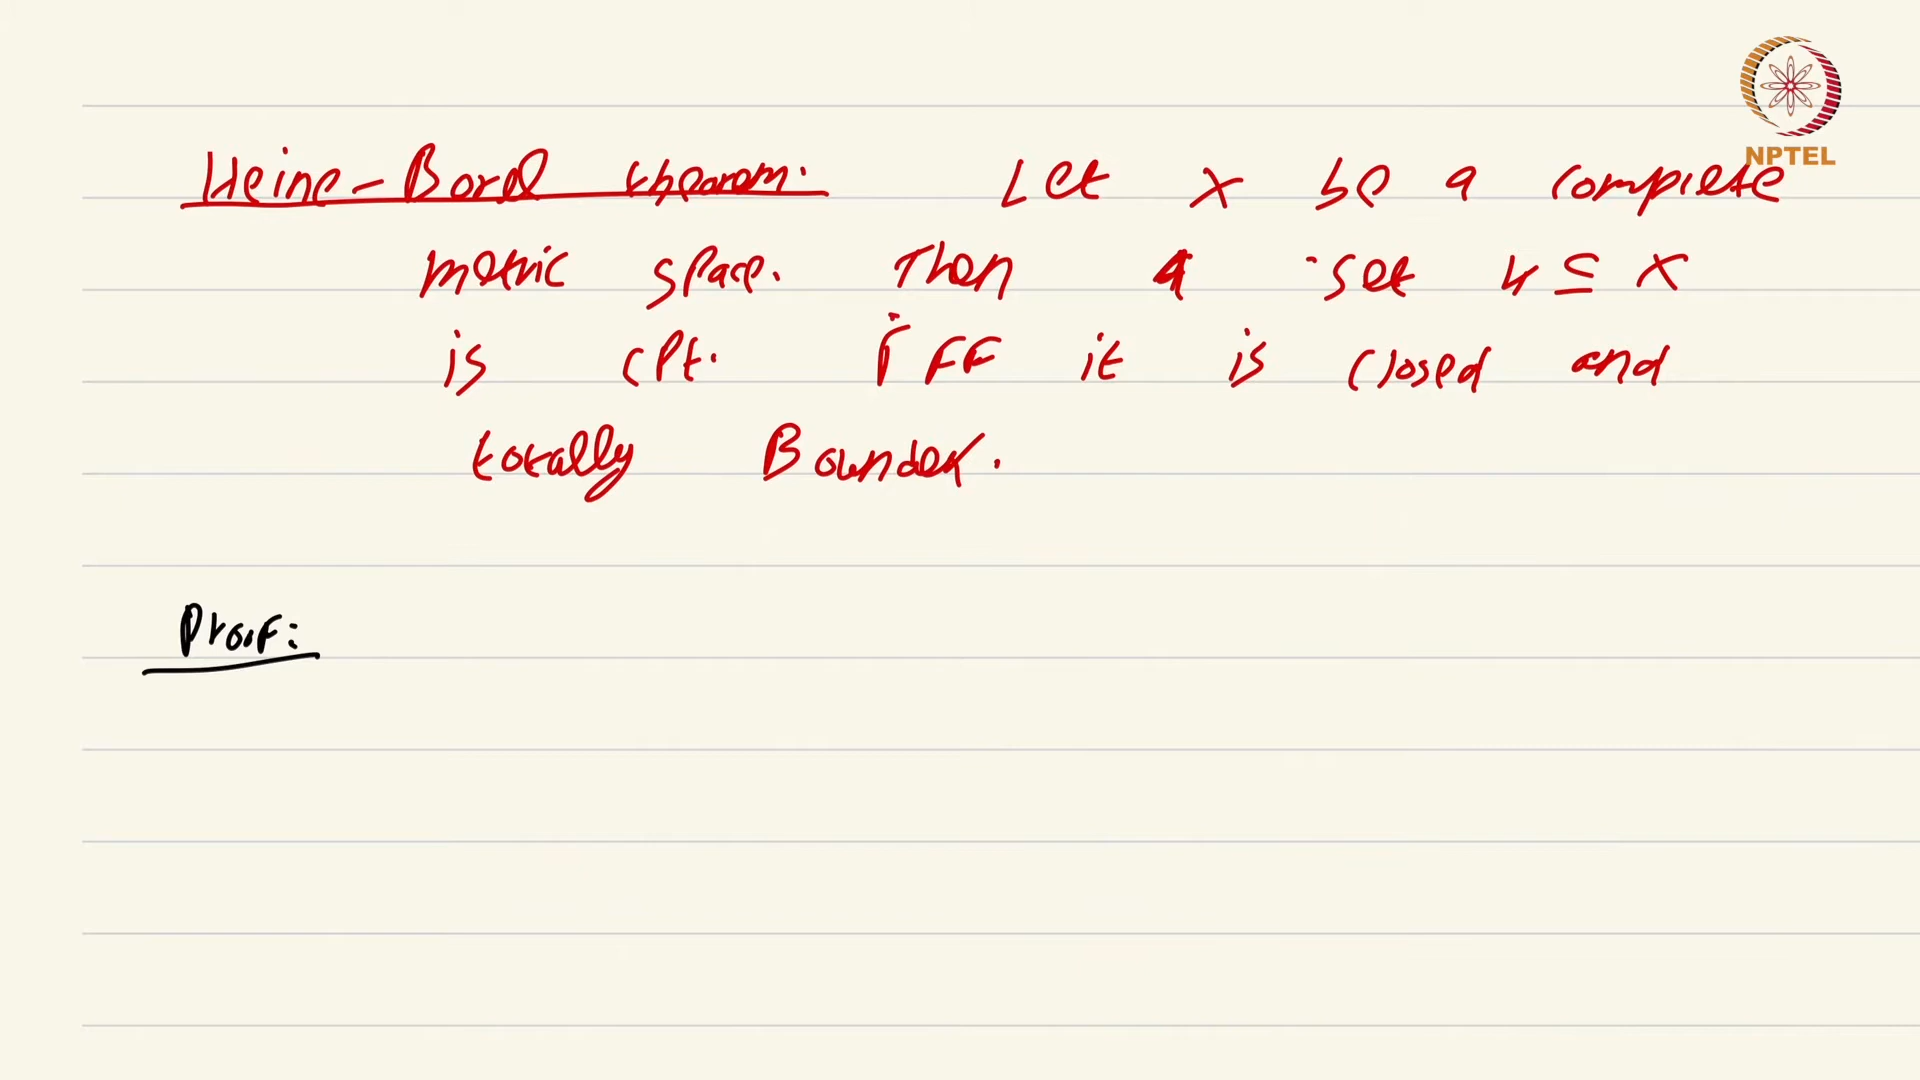 NPTEL
Heine-Borel theorem. Let X be a complete
metric space. Then a set K ⊆ X
is cpt. iFF it is closed and
totally Bounded.
Proof: